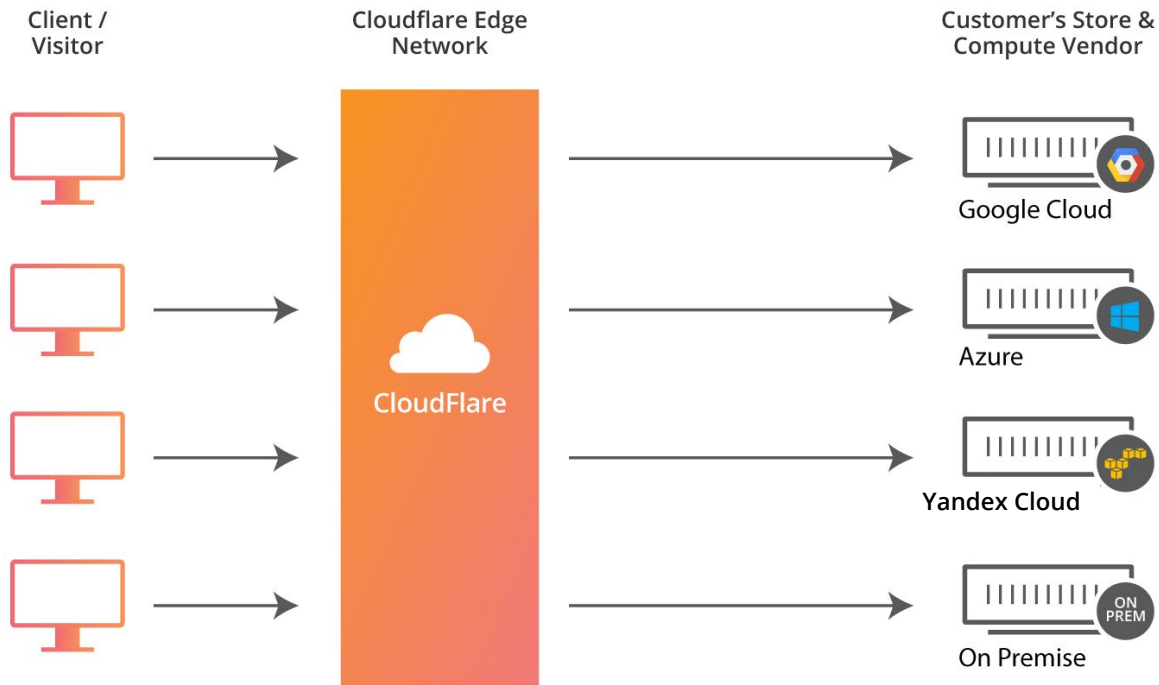 Client /
Visitor
Cloudflare Edge
Network
Customer’s Store &
Compute Vendor
CloudFlare
Google Cloud
Azure
Yandex Cloud
ON
PREM
On Premise